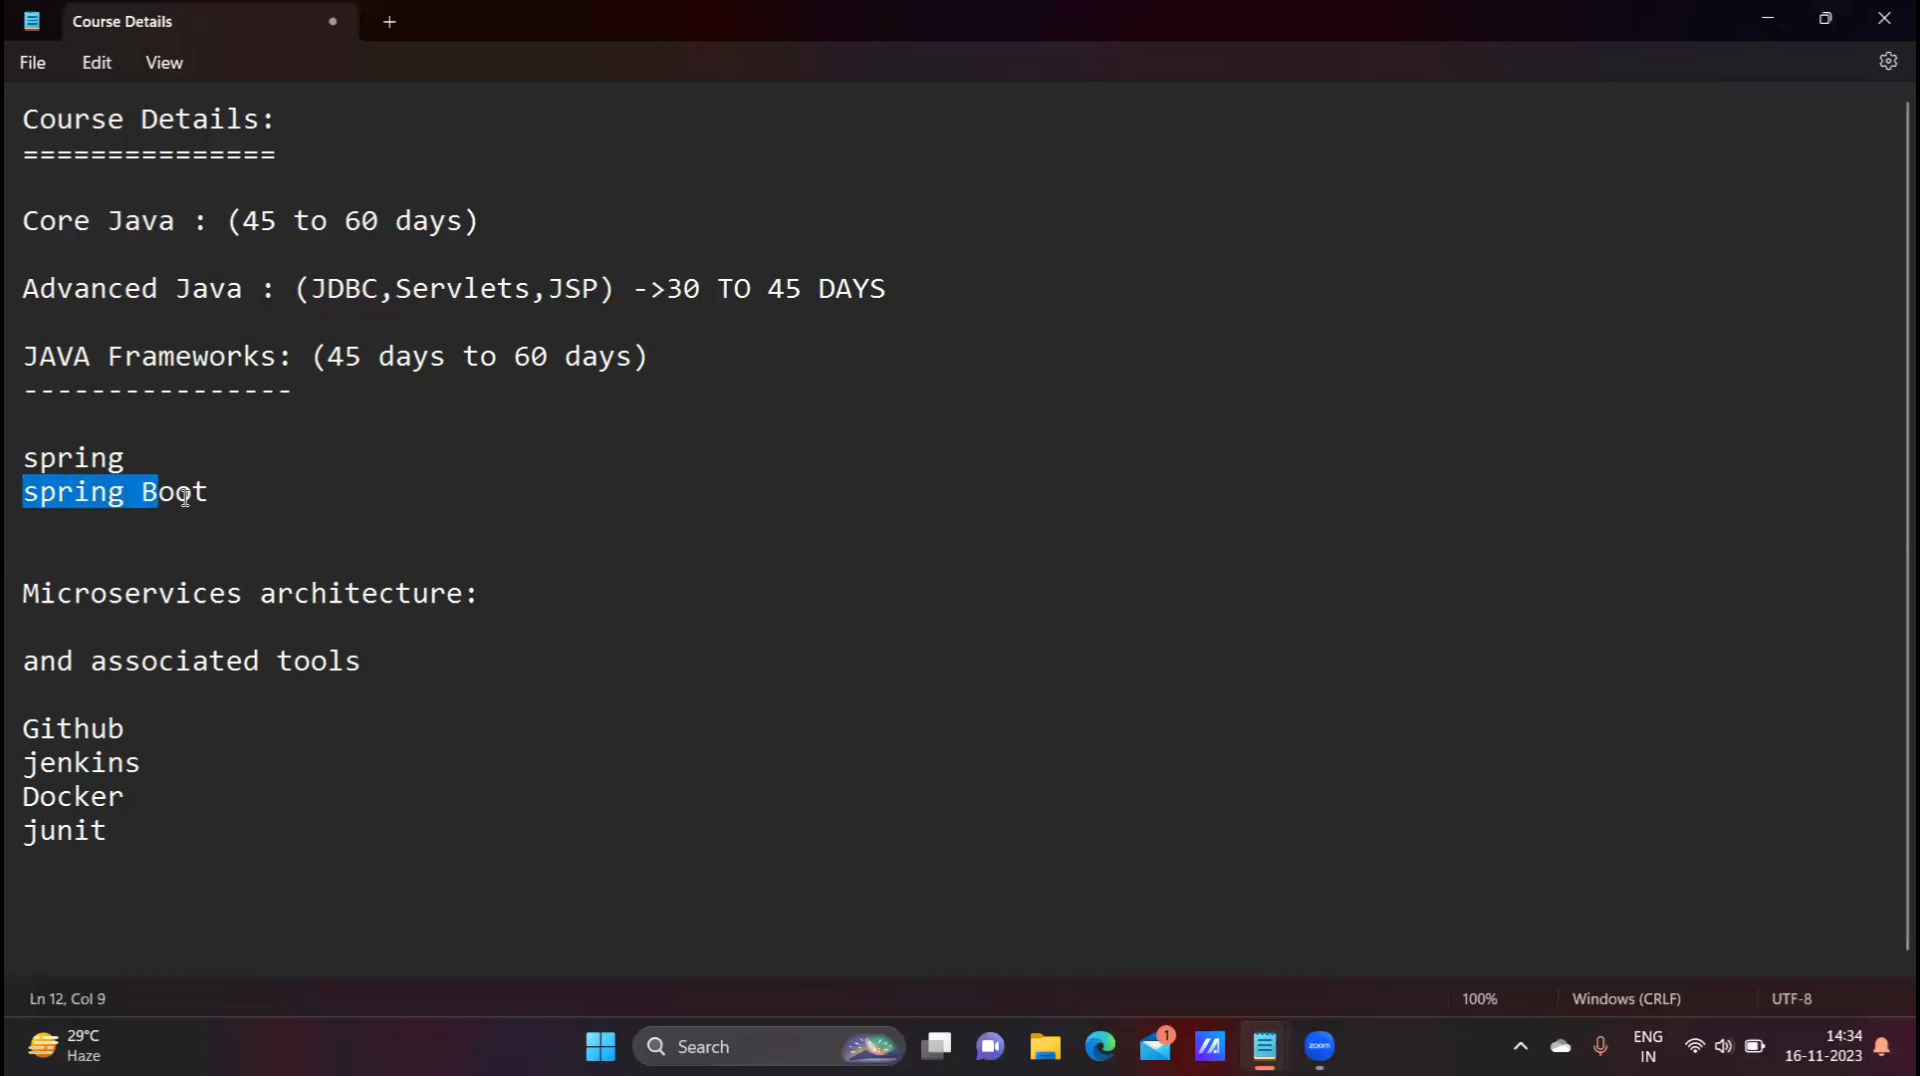 Course Details
File Edit View
Course Details:
===============
Core Java : (45 to 60 days)
Advanced Java : (JDBC,Servlets,JSP) ->30 TO 45 DAYS
JAVA Frameworks: (45 days to 60 days)
----------------
spring
spring Boot
Microservices architecture:
and associated tools
Github
jenkins
Docker
junit
Ln 12, Col 9 100% Windows (CRLF) UTF-8
29°C
Haze
Search
1
zoom
ENG
IN
14:34
16-11-2023